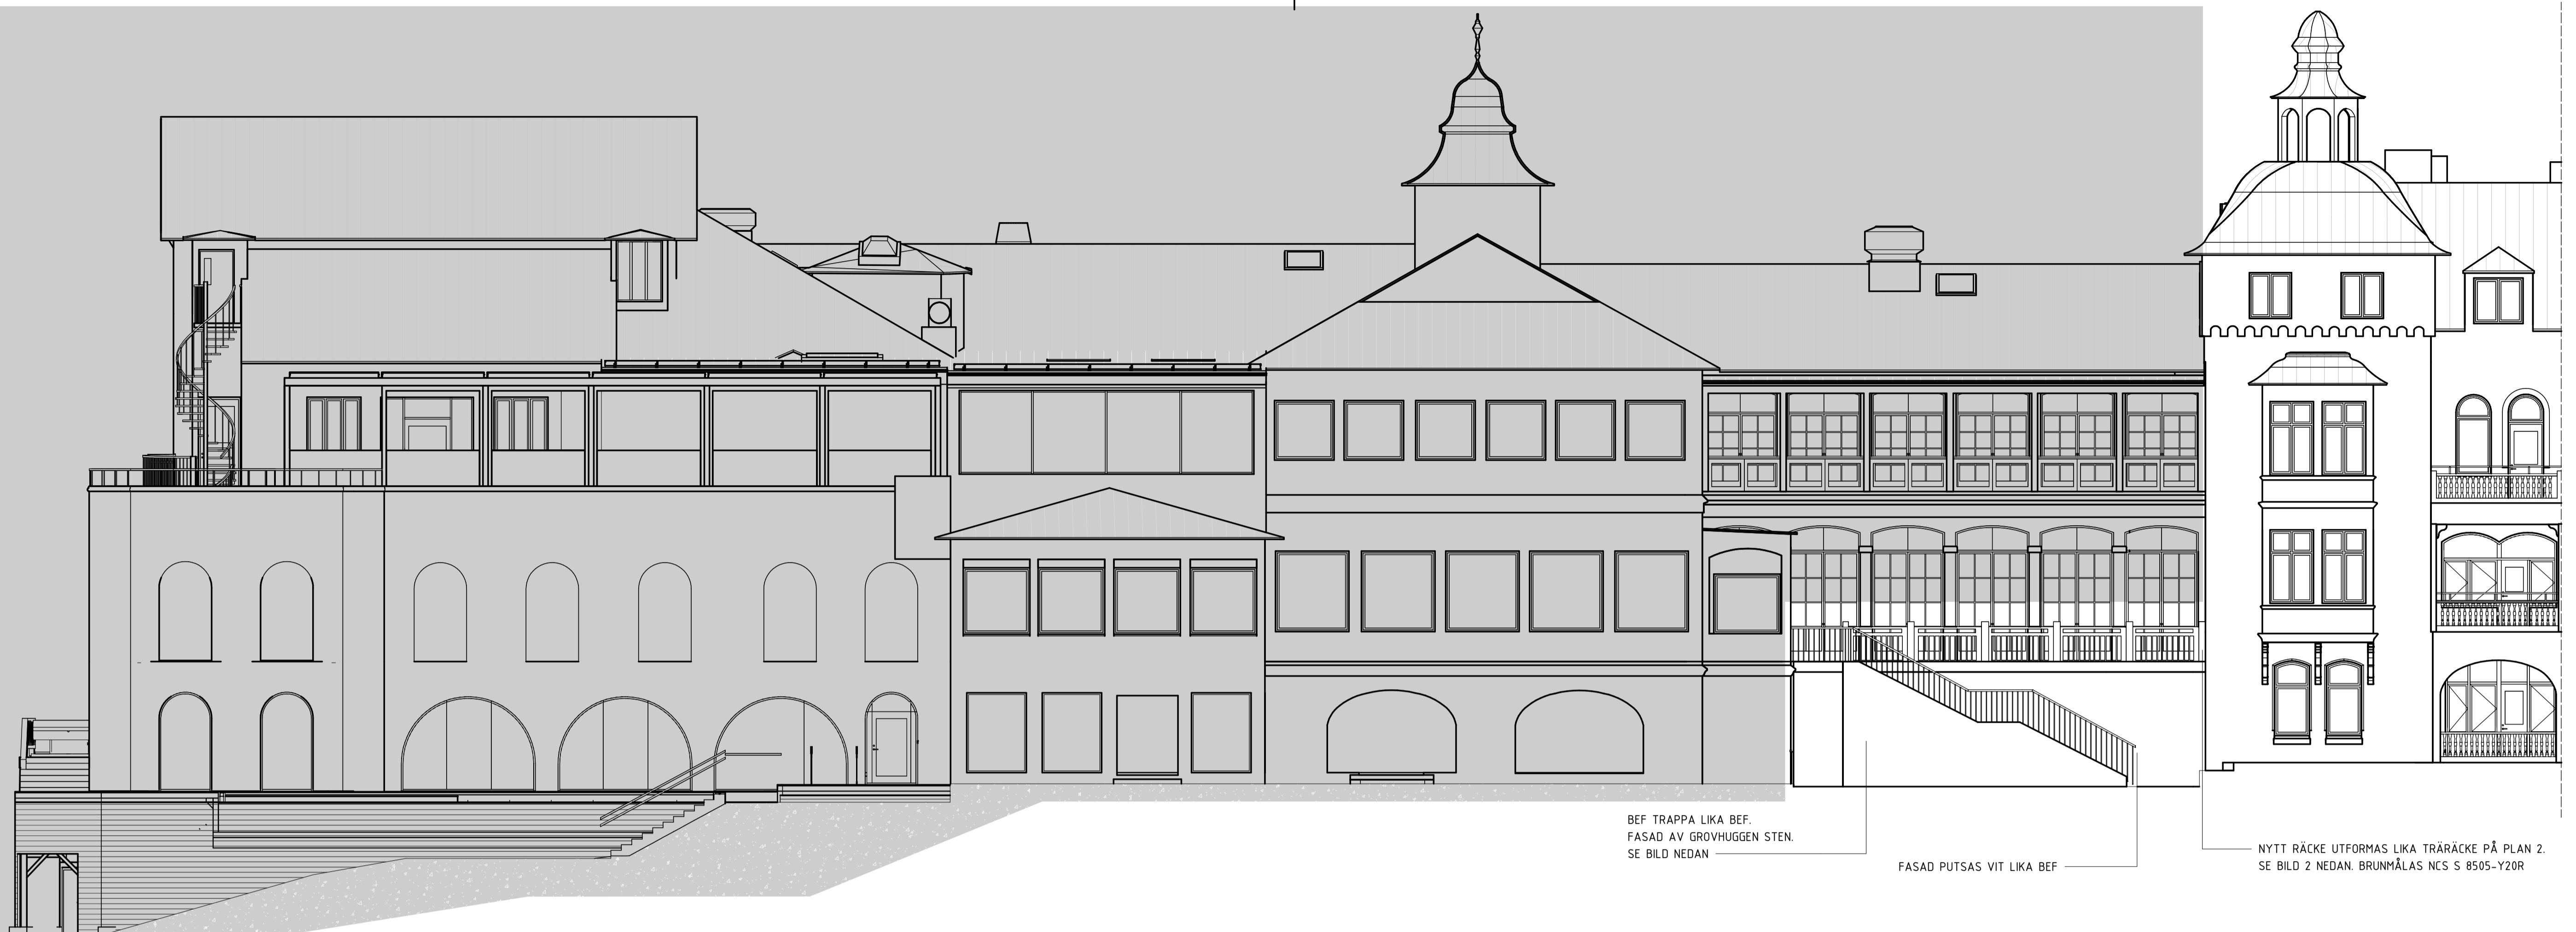 BEF TRAPPA LIKA BEF.
FASAD AV GROVHUGGEN STEN.
SE BILD NEDAN
FASAD PUTSAS VIT LIKA BEF
NYTT RÄCKE UTFORMAS LIKA TRÄRÄCKE PÅ PLAN 2.
SE BILD 2 NEDAN. BRUNMÅLAS NCS S 8505-Y20R